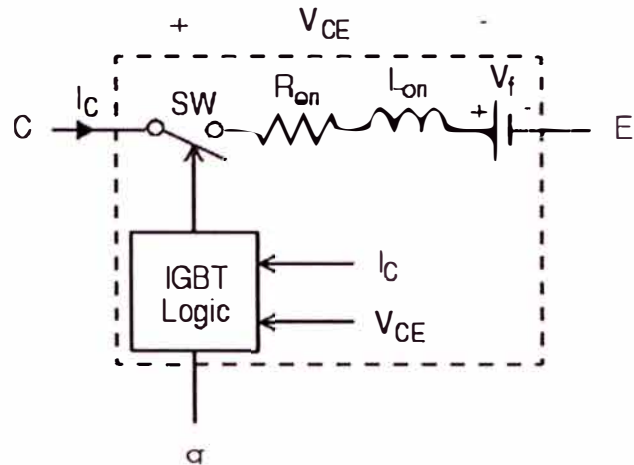 + V_CE -
I_C SW R_on L_on V_f
C + - E
IGBT
Logic
I_C
V_CE
g